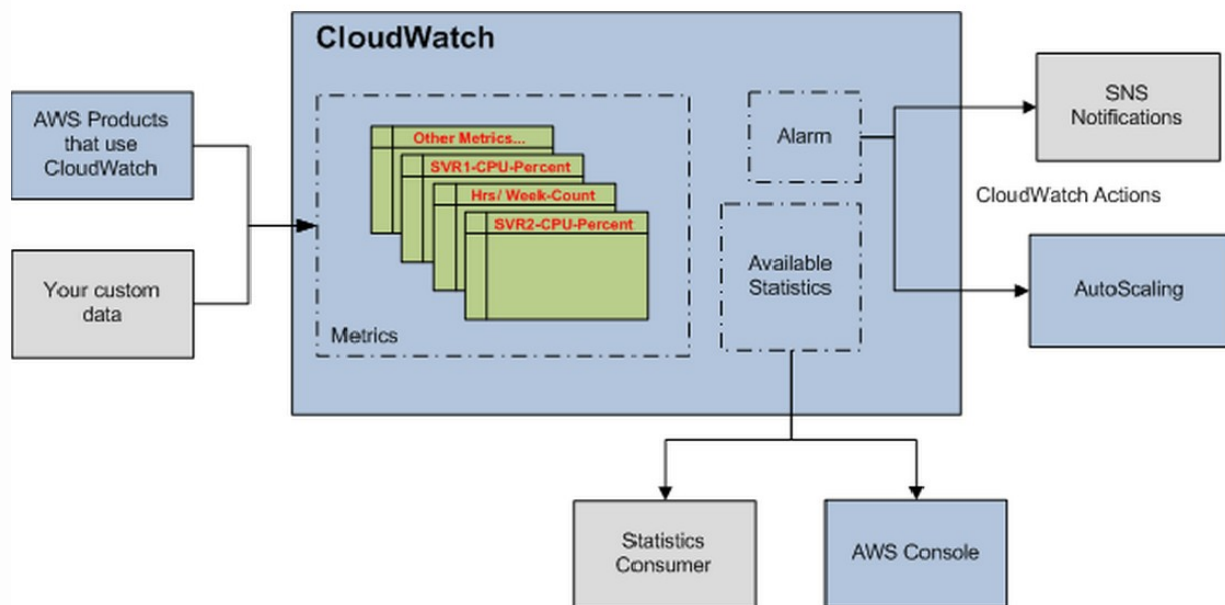 CloudWatch
AWS Products
that use
CloudWatch
Your custom
data
Other Metrics...
SVR1-CPU-Percent
Hrs/ Week-Count
SVR2-CPU-Percent
Metrics
Alarm
Available
Statistics
SNS
Notifications
CloudWatch Actions
AutoScaling
Statistics
Consumer
AWS Console